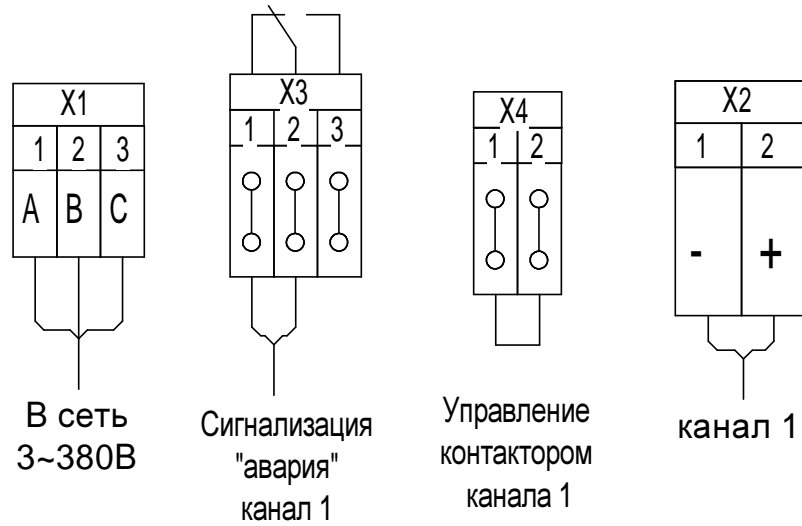 X1
1 2 3
A B C
В сеть
3~380В
X3
1 2 3
Сигнализация
"авария"
канал 1
X4
1 2
Управление
контактором
канала 1
X2
1 2
- +
канал 1